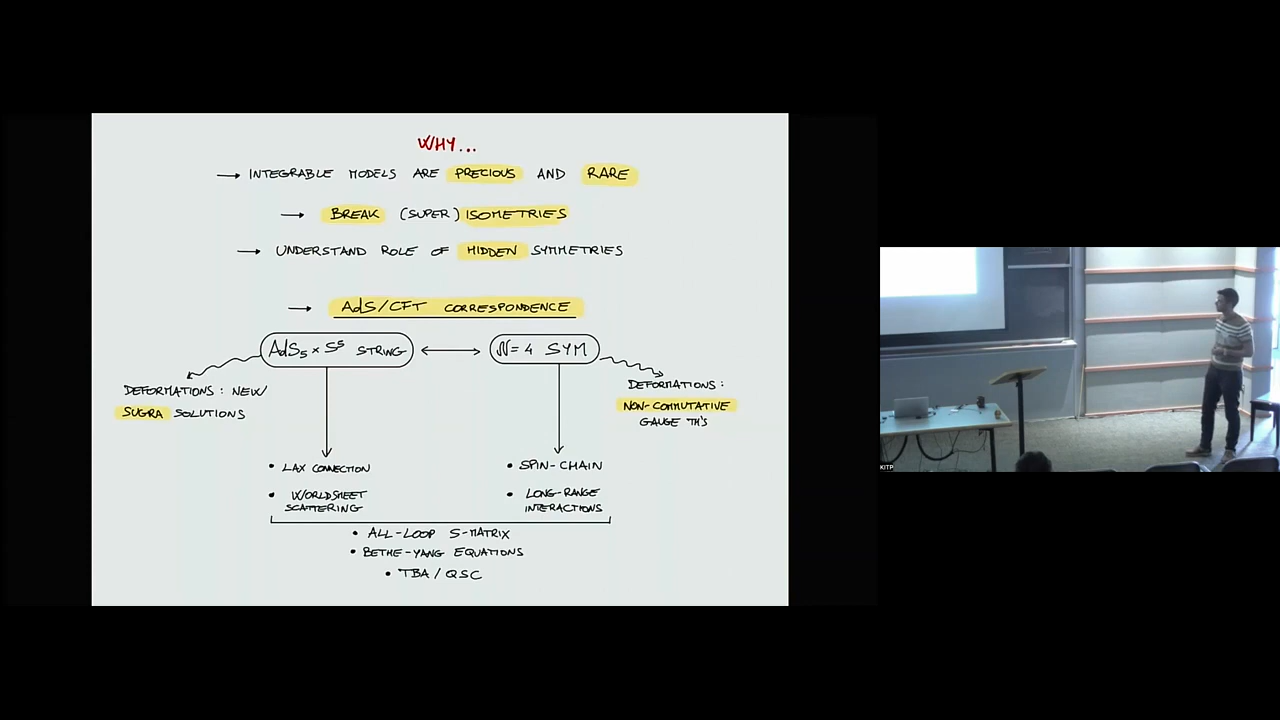 WHY...
→ INTEGRABLE MODELS ARE PRECIOUS AND RARE
→ BREAK (SUPER) ISOMETRIES
→ UNDERSTAND ROLE OF HIDDEN SYMMETRIES
→ AdS/CFT CORRESPONDENCE
AdS₅ × S⁵ STRING ↔ N=4 SYM
DEFORMATIONS: NEW
SUGRA SOLUTIONS
DEFORMATIONS:
NON-COMMUTATIVE
GAUGE TH'S
• LAX CONNECTION
• WORLDSHEET
SCATTERING
• SPIN-CHAIN
• LONG-RANGE
INTERACTIONS
• ALL-LOOP S-MATRIX
• BETHE-YANG EQUATIONS
• TBA / QSC
KITP